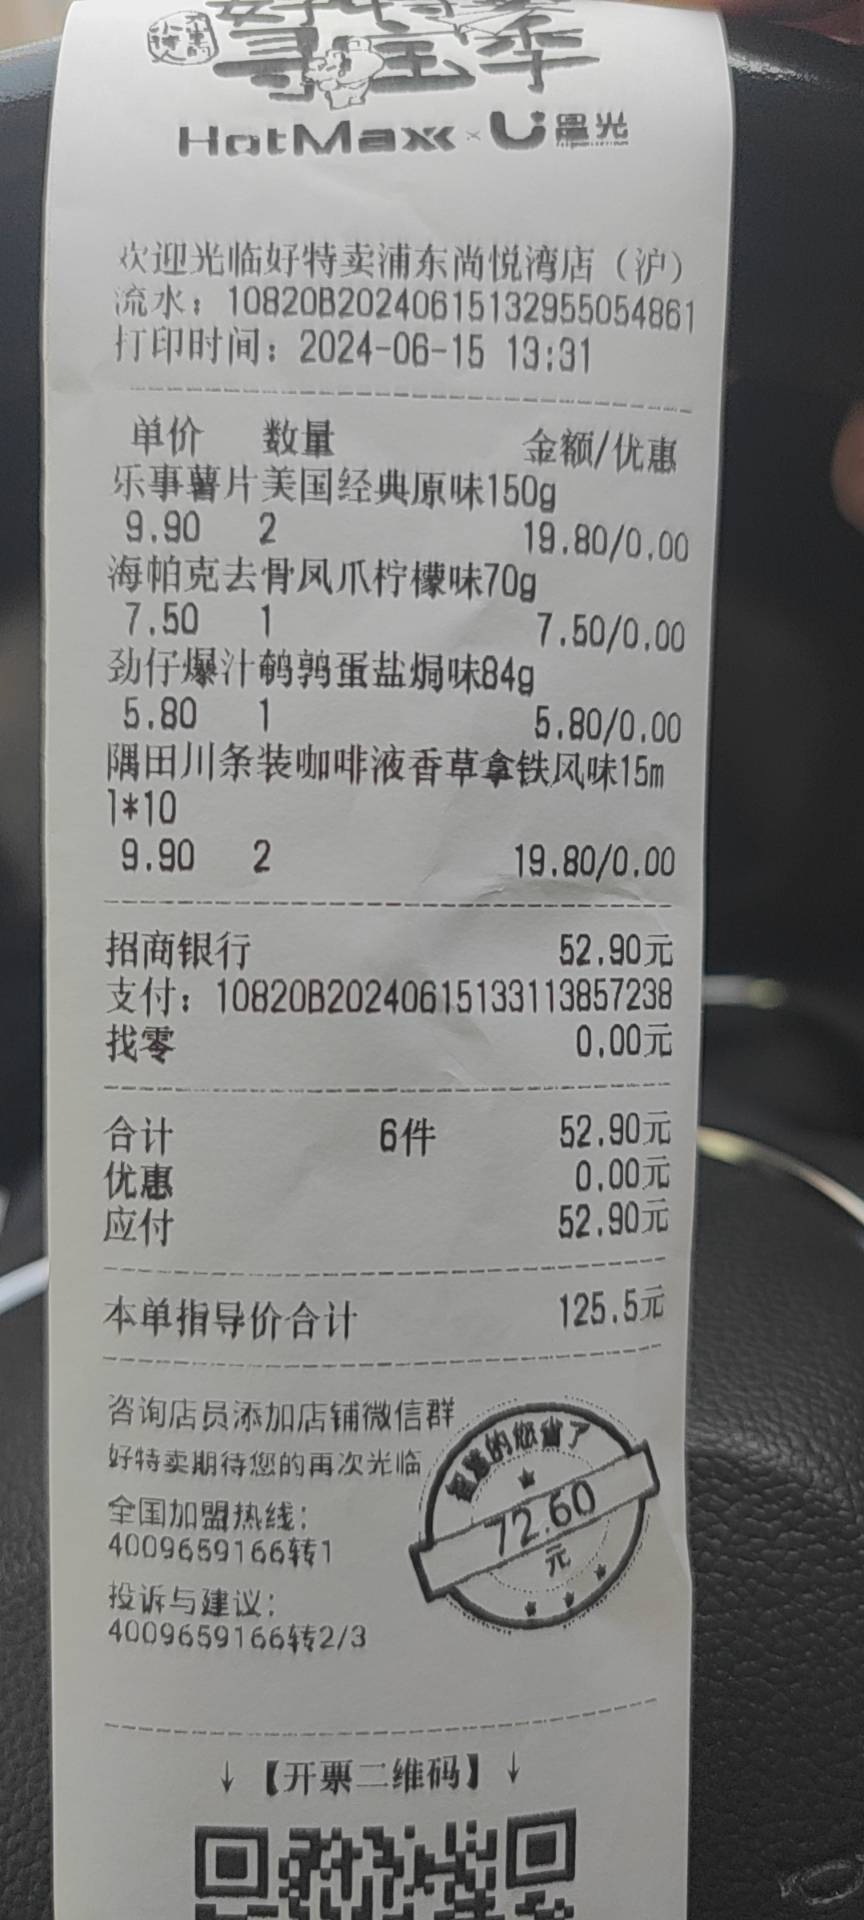 寻宝季
HotMaxx × U星光
欢迎光临好特卖浦东尚悦湾店（沪）
流水：10820B20240615132955054861
打印时间：2024-06-15 13:31
单价 数量 金额/优惠
乐事薯片美国经典原味150g
9.90 2 19.80/0.00
海帕克去骨凤爪柠檬味70g
7.50 1 7.50/0.00
劲仔爆汁鹌鹑蛋盐焗味84g
5.80 1 5.80/0.00
隅田川条装咖啡液香草拿铁风味15m
l*10
9.90 2 19.80/0.00
招商银行 52.90元
支付：10820B20240615133113857238
找零 0.00元
合计 6件 52.90元
优惠 0.00元
应付 52.90元
本单指导价合计 125.5元
咨询店员添加店铺微信群
好特卖期待您的再次光临
全国加盟热线：
4009659166转1
投诉与建议：
4009659166转2/3
的您省了
72.60
元
↓【开票二维码】↓